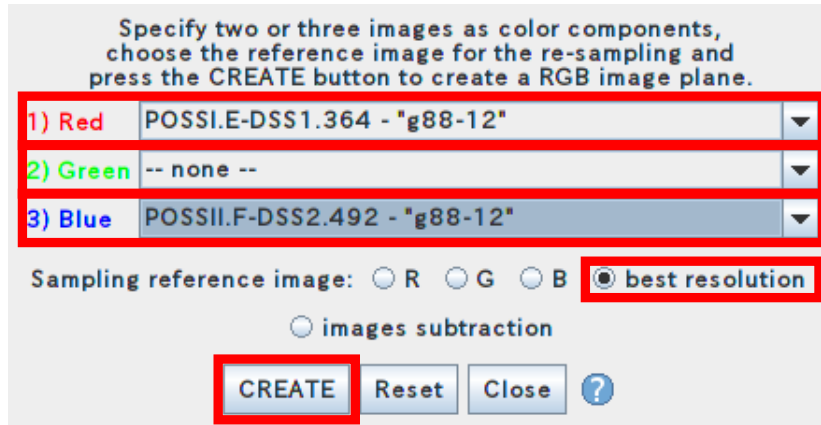 Specify two or three images as color components,
choose the reference image for the re-sampling and
press the CREATE button to create a RGB image plane.
1) Red POSSI.E-DSS1.364 - "g88-12"
2) Green -- none --
3) Blue POSSII.F-DSS2.492 - "g88-12"
Sampling reference image: R G B best resolution
images subtraction
CREATE Reset Close ?